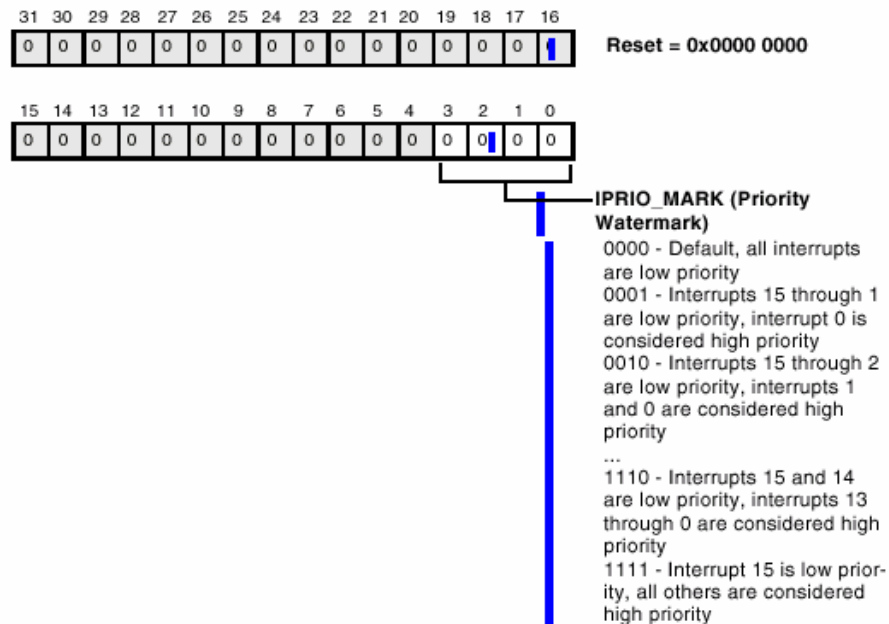 31 30 29 28 27 26 25 24 23 22 21 20 19 18 17 16
0 0 0 0 0 0 0 0 0 0 0 0 0 0 0
Reset = 0x0000 0000
15 14 13 12 11 10 9 8 7 6 5 4 3 2 1 0
0 0 0 0 0 0 0 0 0 0 0 0 0 0 0 0
IPRIO_MARK (Priority
Watermark)
0000 - Default, all interrupts
are low priority
0001 - Interrupts 15 through 1
are low priority, interrupt 0 is
considered high priority
0010 - Interrupts 15 through 2
are low priority, interrupts 1
and 0 are considered high
priority
...
1110 - Interrupts 15 and 14
are low priority, interrupts 13
through 0 are considered high
priority
1111 - Interrupt 15 is low prior-
ity, all others are considered
high priority